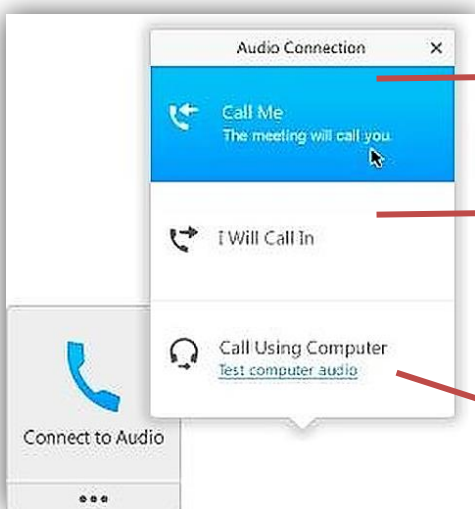 Audio Connection
Call Me
The meeting will call you.
I Will Call In
Call Using Computer
Test computer audio
Connect to Audio